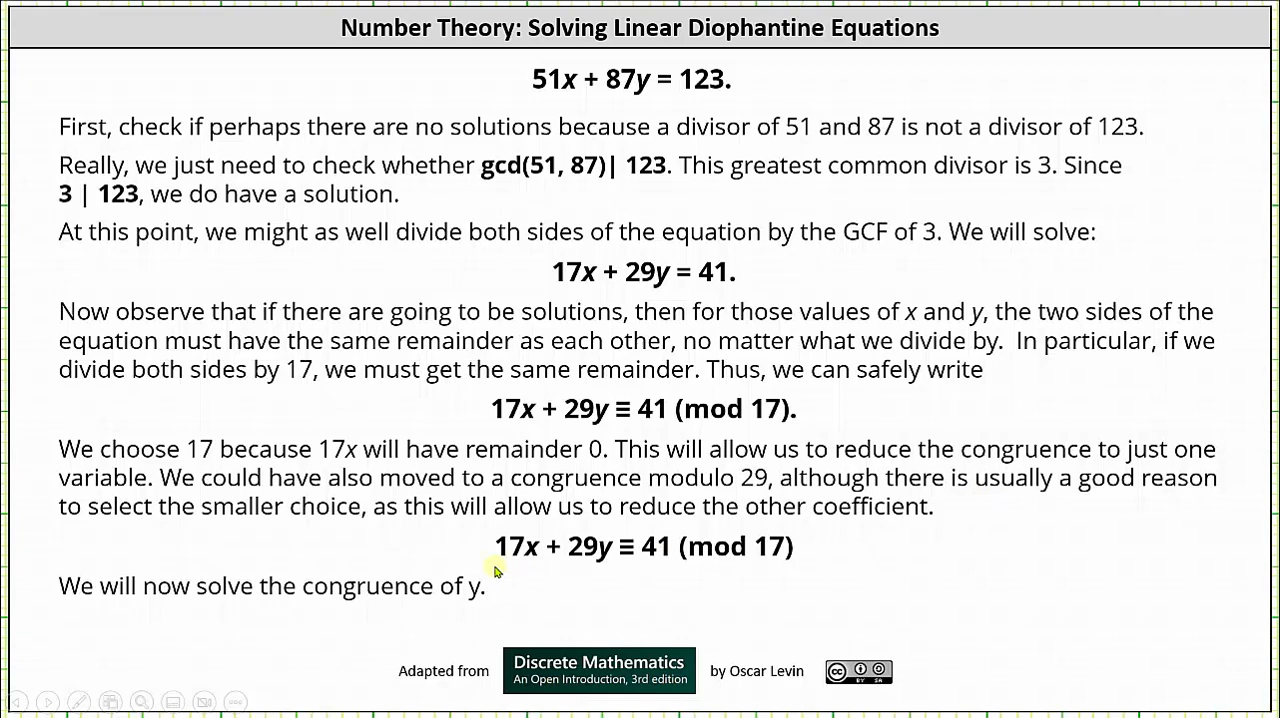 Number Theory: Solving Linear Diophantine Equations
51x + 87y = 123.
First, check if perhaps there are no solutions because a divisor of 51 and 87 is not a divisor of 123.
Really, we just need to check whether gcd(51, 87)| 123. This greatest common divisor is 3. Since
3 | 123, we do have a solution.
At this point, we might as well divide both sides of the equation by the GCF of 3. We will solve:
17x + 29y = 41.
Now observe that if there are going to be solutions, then for those values of x and y, the two sides of the
equation must have the same remainder as each other, no matter what we divide by.  In particular, if we
divide both sides by 17, we must get the same remainder. Thus, we can safely write
17x + 29y ≡ 41 (mod 17).
We choose 17 because 17x will have remainder 0. This will allow us to reduce the congruence to just one
variable. We could have also moved to a congruence modulo 29, although there is usually a good reason
to select the smaller choice, as this will allow us to reduce the other coefficient.
17x + 29y ≡ 41 (mod 17)
We will now solve the congruence of y.
Adapted from
Discrete Mathematics
An Open Introduction, 3rd edition
by Oscar Levin
cc
BY SA